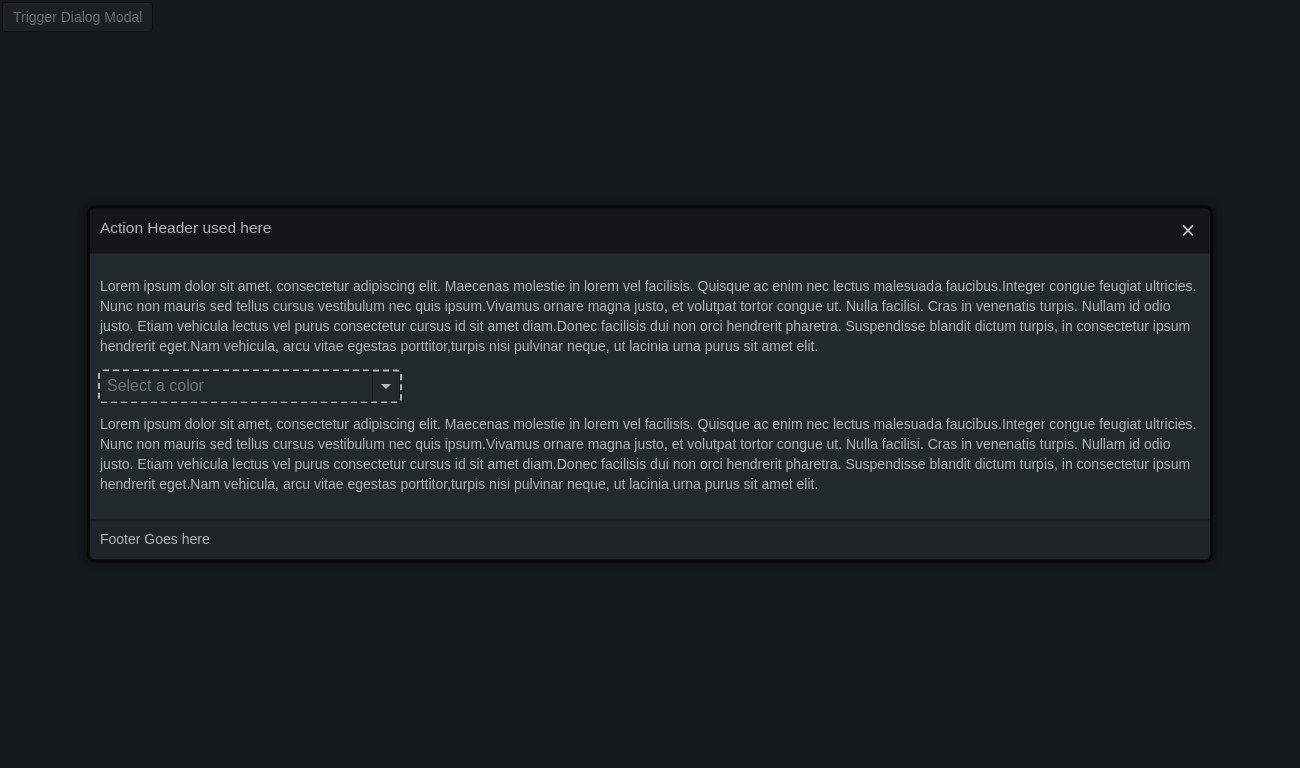 Trigger Dialog Modal
Action Header used here
Lorem ipsum dolor sit amet, consectetur adipiscing elit. Maecenas molestie in lorem vel facilisis. Quisque ac enim nec lectus malesuada faucibus.Integer congue feugiat ultricies.
Nunc non mauris sed tellus cursus vestibulum nec quis ipsum.Vivamus ornare magna justo, et volutpat tortor congue ut. Nulla facilisi. Cras in venenatis turpis. Nullam id odio
justo. Etiam vehicula lectus vel purus consectetur cursus id sit amet diam.Donec facilisis dui non orci hendrerit pharetra. Suspendisse blandit dictum turpis, in consectetur ipsum
hendrerit eget.Nam vehicula, arcu vitae egestas porttitor,turpis nisi pulvinar neque, ut lacinia urna purus sit amet elit.
Select a color
Lorem ipsum dolor sit amet, consectetur adipiscing elit. Maecenas molestie in lorem vel facilisis. Quisque ac enim nec lectus malesuada faucibus.Integer congue feugiat ultricies.
Nunc non mauris sed tellus cursus vestibulum nec quis ipsum.Vivamus ornare magna justo, et volutpat tortor congue ut. Nulla facilisi. Cras in venenatis turpis. Nullam id odio
justo. Etiam vehicula lectus vel purus consectetur cursus id sit amet diam.Donec facilisis dui non orci hendrerit pharetra. Suspendisse blandit dictum turpis, in consectetur ipsum
hendrerit eget.Nam vehicula, arcu vitae egestas porttitor,turpis nisi pulvinar neque, ut lacinia urna purus sit amet elit.
Footer Goes here